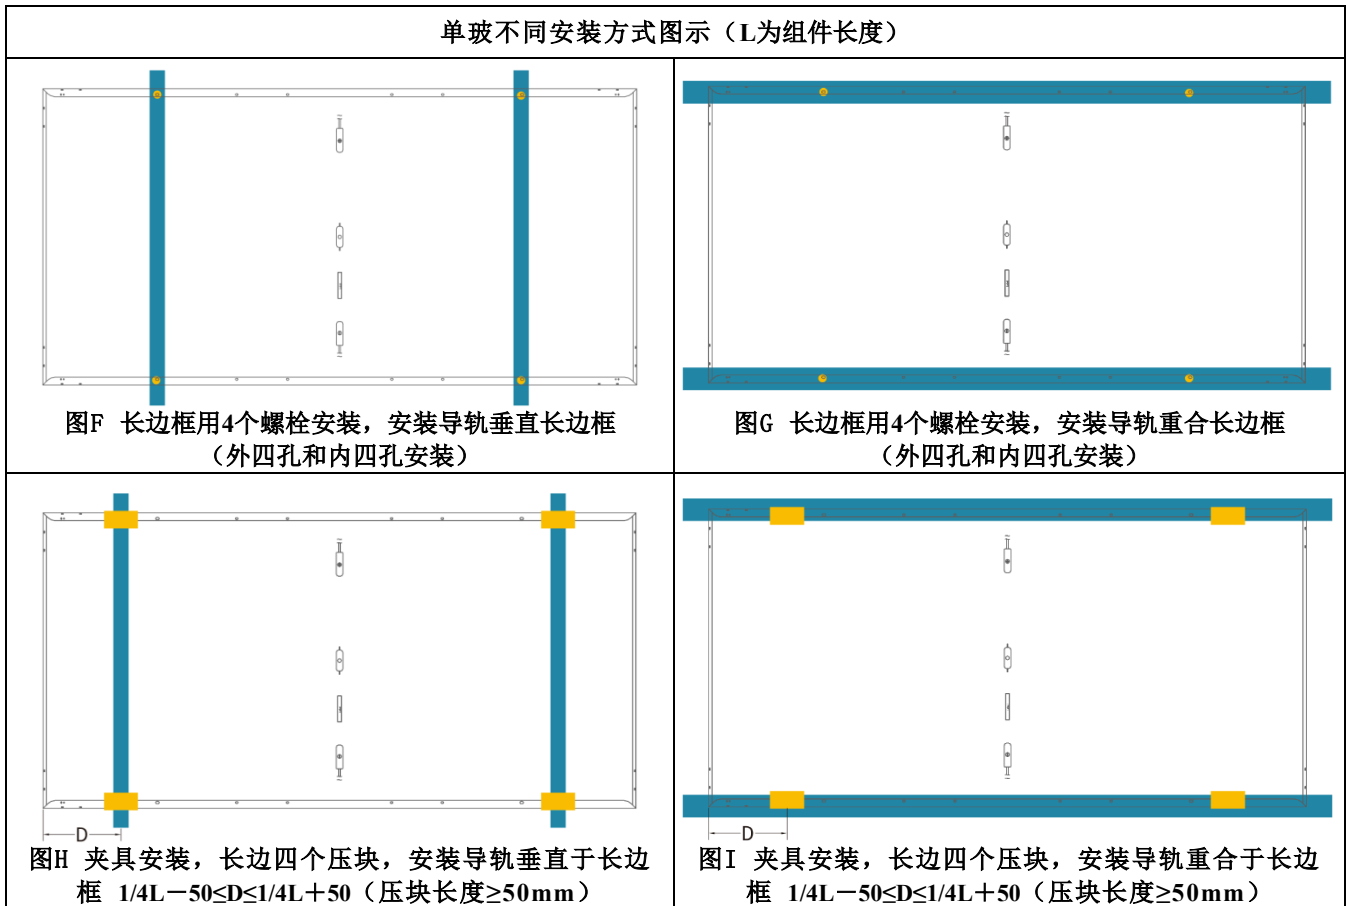 单玻不同安装方式图示（L为组件长度）
图F 长边框用4个螺栓安装，安装导轨垂直长边框
（外四孔和内四孔安装）
图G 长边框用4个螺栓安装，安装导轨重合长边框
（外四孔和内四孔安装）
D
图H 夹具安装，长边四个压块，安装导轨垂直于长边
框 1/4L－50≤D≤1/4L＋50（压块长度≥50mm）
D
图I 夹具安装，长边四个压块，安装导轨重合于长边
框 1/4L－50≤D≤1/4L＋50（压块长度≥50mm）